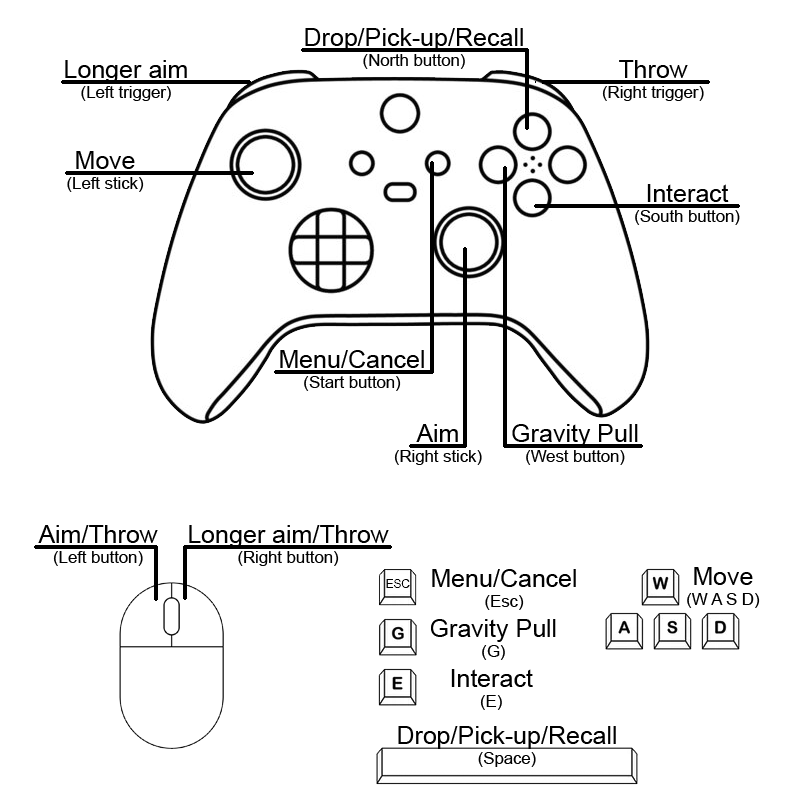 Drop/Pick-up/Recall
(North button)
Longer aim
(Left trigger)
Throw
(Right trigger)
Move
(Left stick)
Interact
(South button)
Menu/Cancel
(Start button)
Aim
(Right stick)
Gravity Pull
(West button)
Aim/Throw
(Left button)
Longer aim/Throw
(Right button)
ESC
Menu/Cancel
(Esc)
W
Move
(W A S D)
G
Gravity Pull
(G)
A S D
E
Interact
(E)
Drop/Pick-up/Recall
(Space)